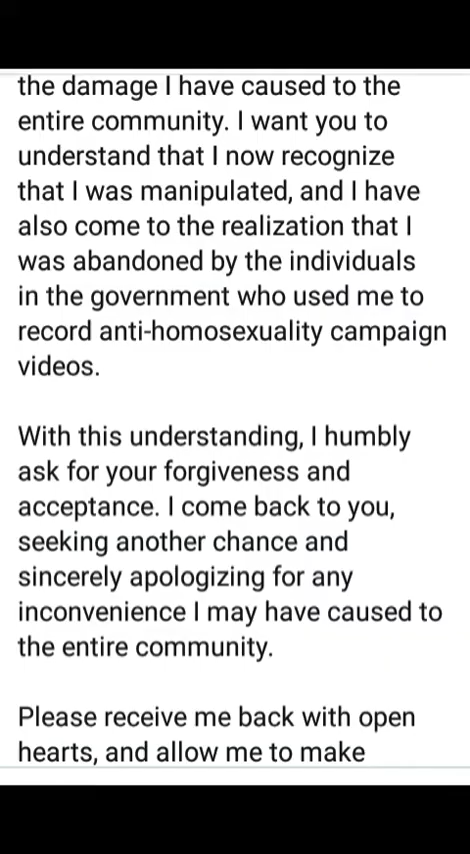 the damage I have caused to the
entire community. I want you to
understand that I now recognize
that I was manipulated, and I have
also come to the realization that I
was abandoned by the individuals
in the government who used me to
record anti-homosexuality campaign
videos.
With this understanding, I humbly
ask for your forgiveness and
acceptance. I come back to you,
seeking another chance and
sincerely apologizing for any
inconvenience I may have caused to
the entire community.
Please receive me back with open
hearts, and allow me to make